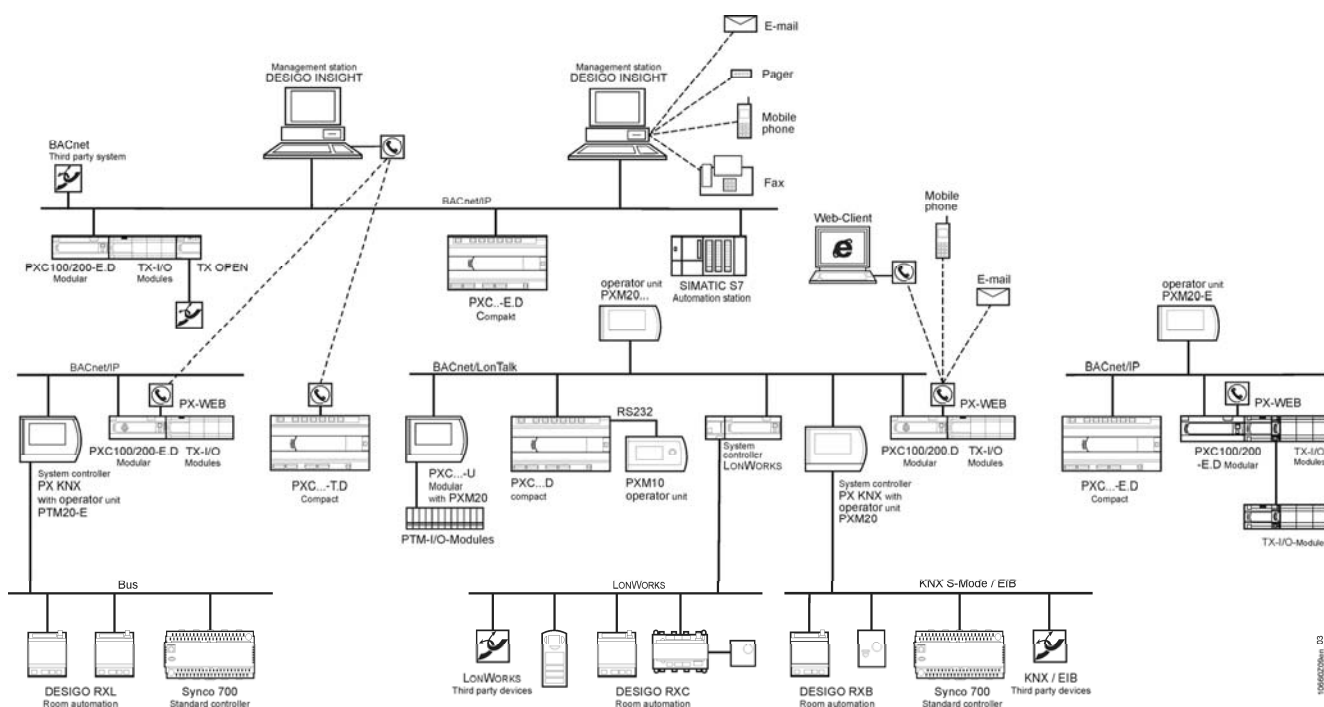 E-mail
Management station
DESIGO INSIGHT
Management station
DESIGO INSIGHT
Pager
Mobile
phone
BACnet
Third party system
Fax
BACnet/IP
Mobile
phone
Web-Client
PXC100/200-E.D
Modular
TX-I/O
Modules
TX OPEN
PXC...-E.D
Compakt
SIMATIC S7
Automation station
operator unit
PXM20...
E-mail
operator unit
PXM20-E
BACnet/IP
BACnet/LonTalk
BACnet/IP
PX-WEB
RS232
PX-WEB
PX-WEB
PXC100/200-E.D
Modular
TX-I/O
Modules
System controller
PX KNX
with operator unit
PTM20-E
PXC...-T.D
Compact
PXC...-U
Modular
with PXM20
PTM-I/O-Modules
PXC...D
compact
PXM10
operator unit
System
controller
LONWORKS
System controller
PX KNX with
operator unit
PXM20
PXC100/200.D
Modular
TX-I/O
Modules
PXC...-E.D
Compact
PXC100/200
-E.D Modular
TX-I/O
Modules
TX-I/O-Module
Bus
LONWORKS
KNX S-Mode / EIB
DESIGO RXL
Room automation
Synco 700
Standard controller
LONWORKS
Third party devices
DESIGO RXC
Room automation
DESIGO RXB
Room automation
Synco 700
Standard controller
KNX / EIB
Third party devices
10660Z09en_03